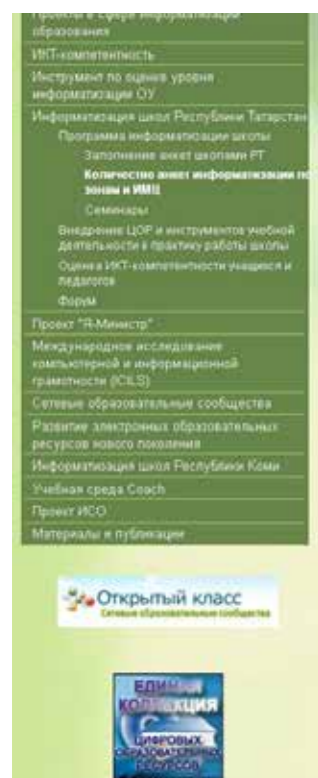 Проекты в сфере информатизации
образования
ИКТ-компетентность
Инструмент по оценке уровня
информатизации ОУ
Информатизация школ Республики Татарстан
Программа информатизации школы
Заполнение анкет школами РТ
Количество анкет информатизации по
зонам и ИМЦ
Семинары
Внедрение ЦОР и инструментов учебной
деятельности в практику работы школы
Оценка ИКТ-компетентности учащихся и
педагогов
Форум
Проект "Я-Министр"
Международное исследование
компьютерной и информационной
грамотности (ICILS)
Сетевые образовательные сообщества
Развитие электронных образовательных
ресурсов нового поколения
Информатизация школ Республики Коми
Учебная среда Coach
Проект ИСО
Материалы и публикации
Открытый класс
Сетевые образовательные сообщества
ЕДИНАЯ
КОЛЛЕКЦИЯ
ЦИФРОВЫХ
ОБРАЗОВАТЕЛЬНЫХ
РЕСУРСОВ